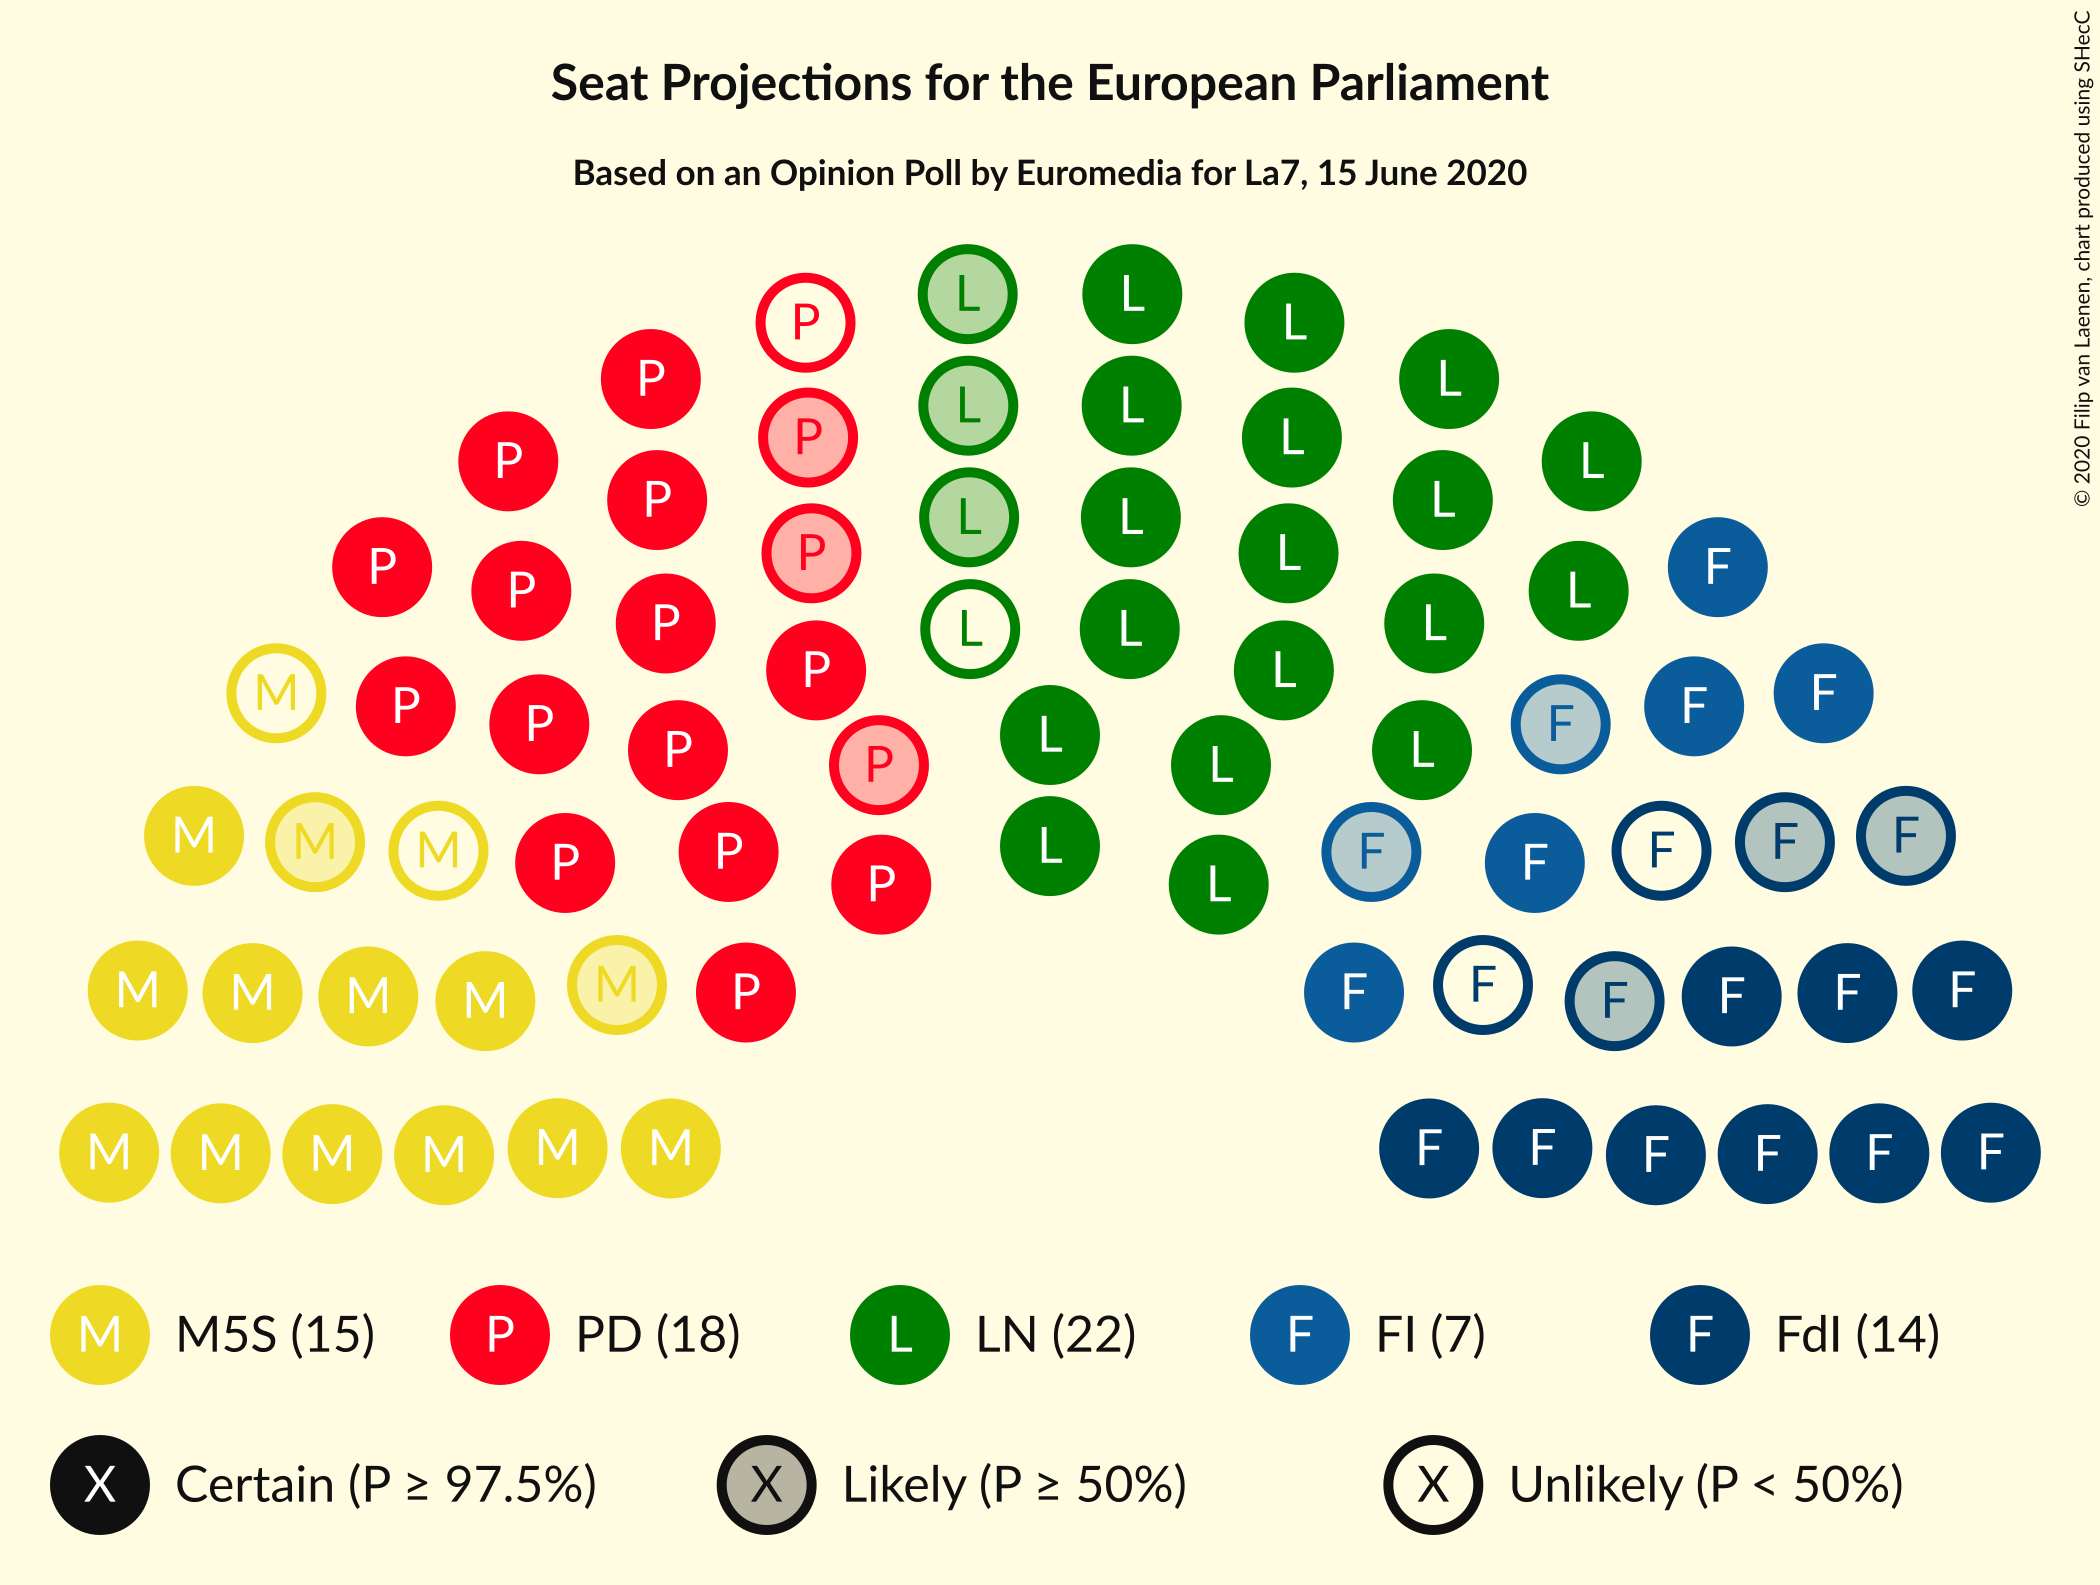 Seat Projections for the European Parliament
Based on an Opinion Poll by Euromedia for La7, 15 June 2020
© 2020 Filip van Laenen, chart produced using SHecC
L L
P L L
P L
P L P L
P L L
P L
P L P L
P L P F
L L
P P L L
M P F F
P P L L F
P L L
M M M P P P L L F F F F F
M M M M M P F F F F F F
M M M M M M F F F F F F
M M5S (15) P PD (18) L LN (22) F FI (7) F FdI (14)
X Certain (P ≥ 97.5%) X Likely (P ≥ 50%) X Unlikely (P < 50%)